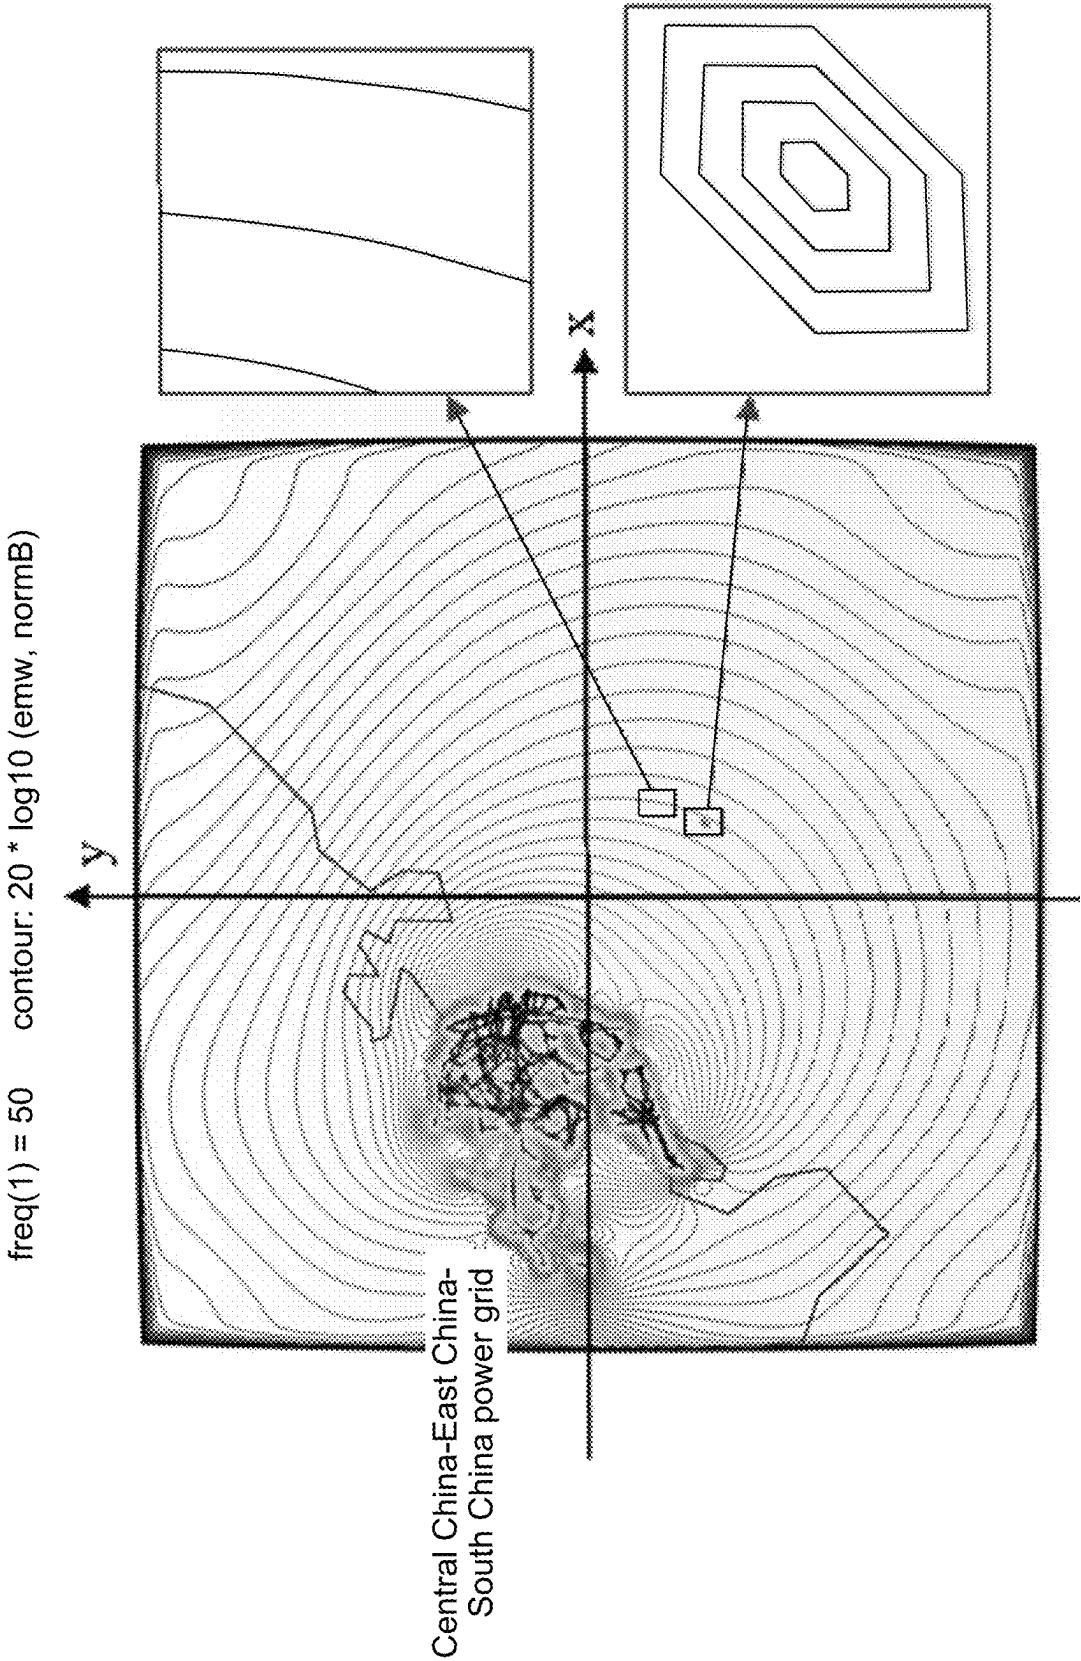 freq(1) = 50 contour: 20 * log10 (emw, normB)
y
x
Central China-East China-
South China power grid